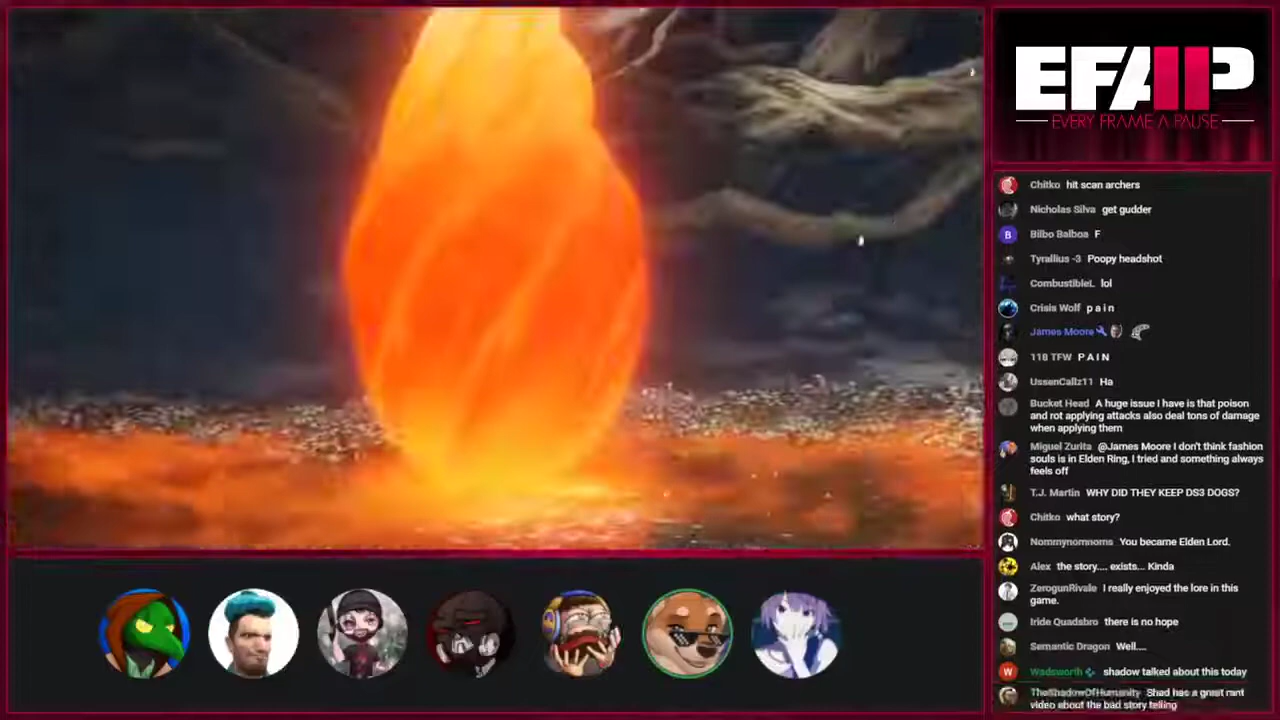 EFAP
EVERY FRAME A PAUSE
Chitko hit scan archers
Nicholas Silva get gudder
B Bilbo Balboa F
Tyrallius -3 Poopy headshot
CombustibleL lol
Crisis Wolf p a i n
James Moore
118 TFW P A I N
UssenCallz11 Ha
Bucket Head A huge issue I have is that poison
and rot applying attacks also deal tons of damage
when applying them
Miguel Zurita @James Moore I don't think fashion
souls is in Elden Ring, I tried and something always
feels off
T.J. Martin WHY DID THEY KEEP DS3 DOGS?
Chitko what story?
Nommynomnoms You became Elden Lord.
Alex the story.... exists... Kinda
ZerogunRivale I really enjoyed the lore in this
game.
Iride Quadsbro there is no hope
Semantic Dragon Well....
W Wadsworth shadow talked about this today
TheShadowOfHumanity Shad has a great rant
video about the bad story telling